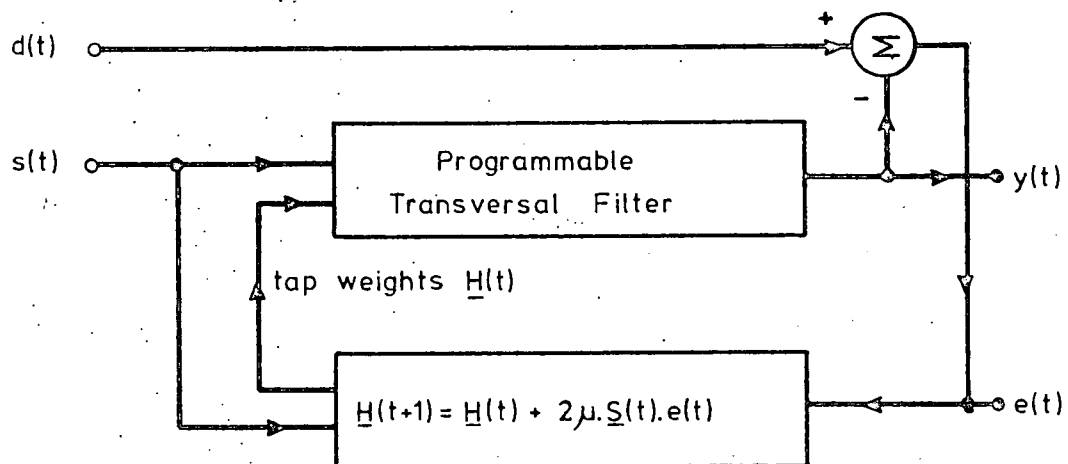 d(t)
+
Σ
−
s(t)
Programmable
Transversal Filter
y(t)
tap weights H̲(t)
H̲(t+1) = H̲(t) + 2μ.S̲(t).e(t)
e(t)